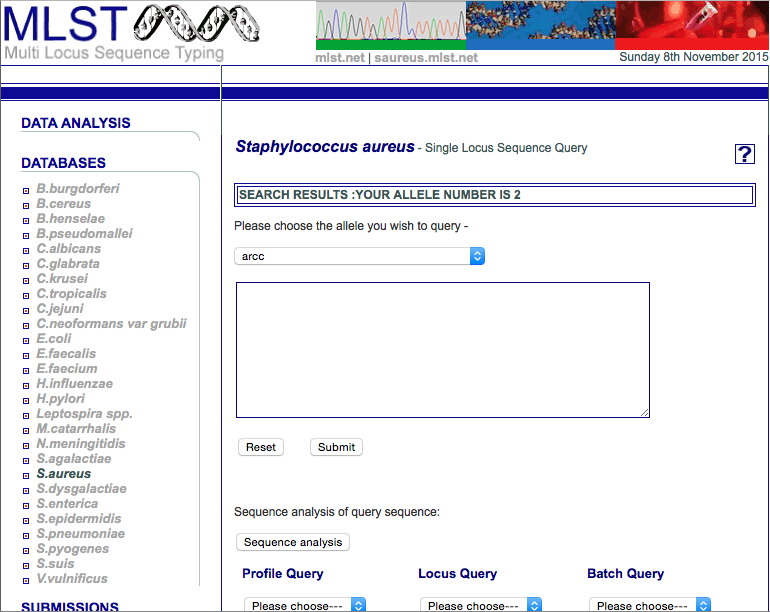 MLST
Multi Locus Sequence Typing
mlst.net | saureus.mlst.net
Sunday 8th November 2015
DATA ANALYSIS
DATABASES
B.burgdorferi
B.cereus
B.henselae
B.pseudomallei
C.albicans
C.glabrata
C.krusei
C.tropicalis
C.jejuni
C.neoformans var grubii
E.coli
E.faecalis
E.faecium
H.influenzae
H.pylori
Leptospira spp.
M.catarrhalis
N.meningitidis
S.agalactiae
S.aureus
S.dysgalactiae
S.enterica
S.epidermidis
S.pneumoniae
S.pyogenes
S.suis
V.vulnificus
SUBMISSIONS
Staphylococcus aureus - Single Locus Sequence Query
?
SEARCH RESULTS :YOUR ALLELE NUMBER IS 2
Please choose the allele you wish to query -
arcc
Reset Submit
Sequence analysis of query sequence:
Sequence analysis
Profile Query Locus Query Batch Query
Please choose--- Please choose--- Please choose---